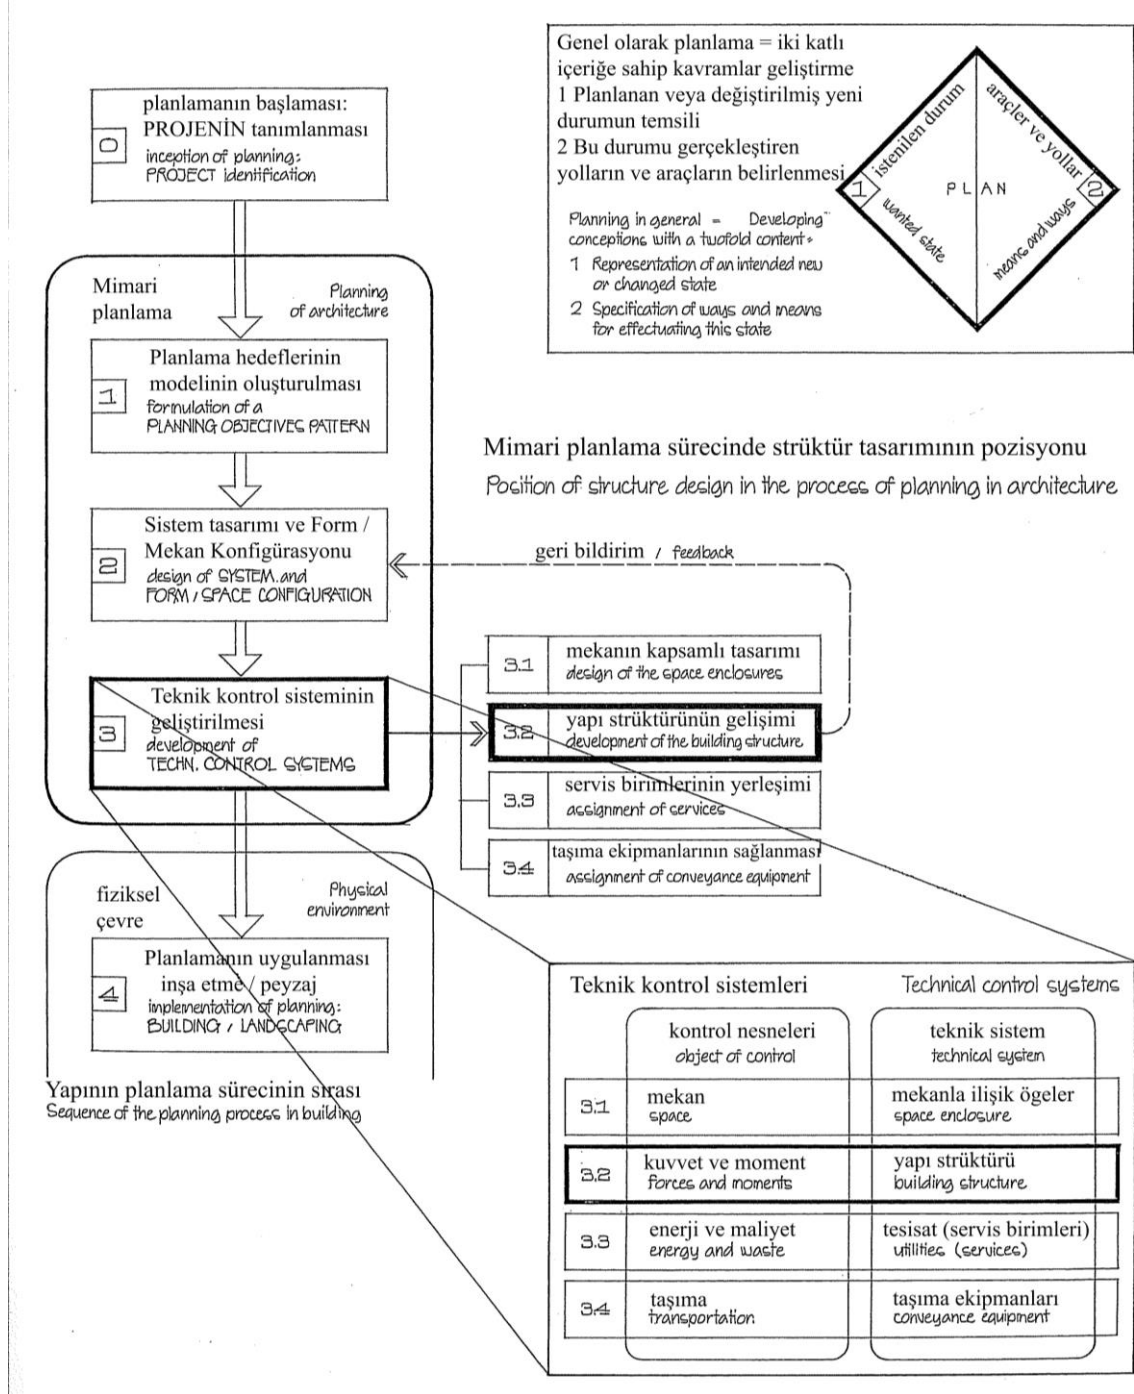 Genel olarak planlama = iki katlı
içeriğe sahip kavramlar geliştirme
1 Planlanan veya değiştirilmiş yeni
durumun temsili
2 Bu durumu gerçekleştiren
yolların ve araçların belirlenmesi
Planning in general = Developing
conceptions with a twofold content:
1 Representation of an intended new
or changed state
2 Specification of ways and means
for effectuating this state
istenilen durum
araçler ve yollar
1
PLAN
2
wanted state
means and ways
0
planlamanın başlaması:
PROJENİN tanımlanması
inception of planning:
PROJECT identification
Mimari
planlama
Planning
of architecture
1
Planlama hedeflerinin
modelinin oluşturulması
formulation of a
PLANNING OBJECTIVES PATTERN
Mimari planlama sürecinde strüktür tasarımının pozisyonu
Position of structure design in the process of planning in architecture
2
Sistem tasarımı ve Form /
Mekan Konfigürasyonu
design of SYSTEM and
FORM / SPACE CONFIGURATION
geri bildirim / feedback
3
Teknik kontrol sisteminin
geliştirilmesi
development of
TECHN. CONTROL SYSTEMS
3.1
mekanın kapsamlı tasarımı
design of the space enclosures
3.2
yapı strüktürünün gelişimi
development of the building structure
3.3
servis birimlerinin yerleşimi
assignment of services
3.4
taşıma ekipmanlarının sağlanması
assignment of conveyance equipment
fiziksel
çevre
Physical
environment
4
Planlamanın uygulanması
inşa etme / peyzaj
implementation of planning:
BUILDING / LANDSCAPING
Yapının planlama sürecinin sırası
Sequence of the planning process in building
Teknik kontrol sistemleri
Technical control systems
kontrol nesneleri
object of control
teknik sistem
technical system
3.1
mekan
space
mekanla ilişik ögeler
space enclosure
3.2
kuvvet ve moment
forces and moments
yapı strüktürü
building structure
3.3
enerji ve maliyet
energy and waste
tesisat (servis birimleri)
utilities (services)
3.4
taşıma
transportation
taşıma ekipmanları
conveyance equipment